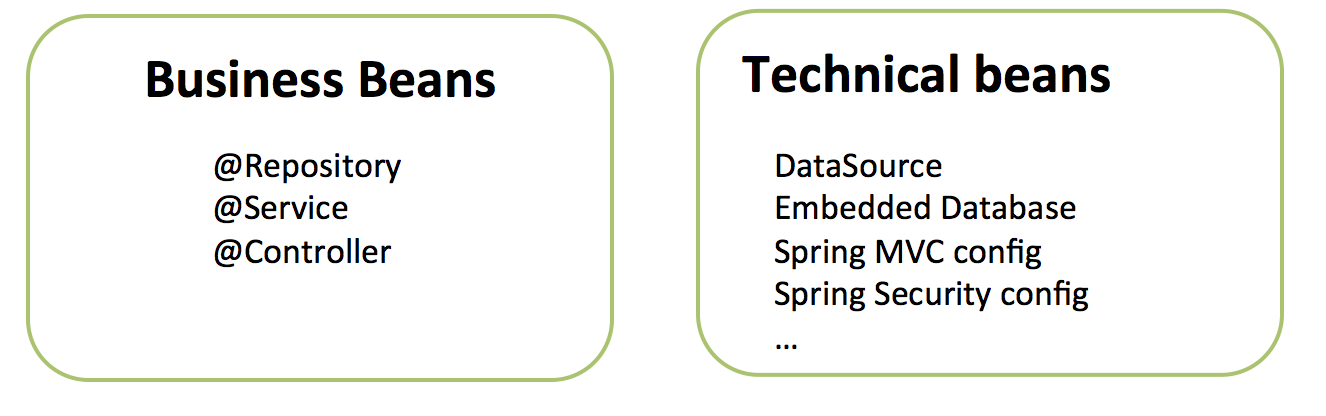 Business Beans
@Repository
@Service
@Controller
Technical beans
DataSource
Embedded Database
Spring MVC config
Spring Security config
...